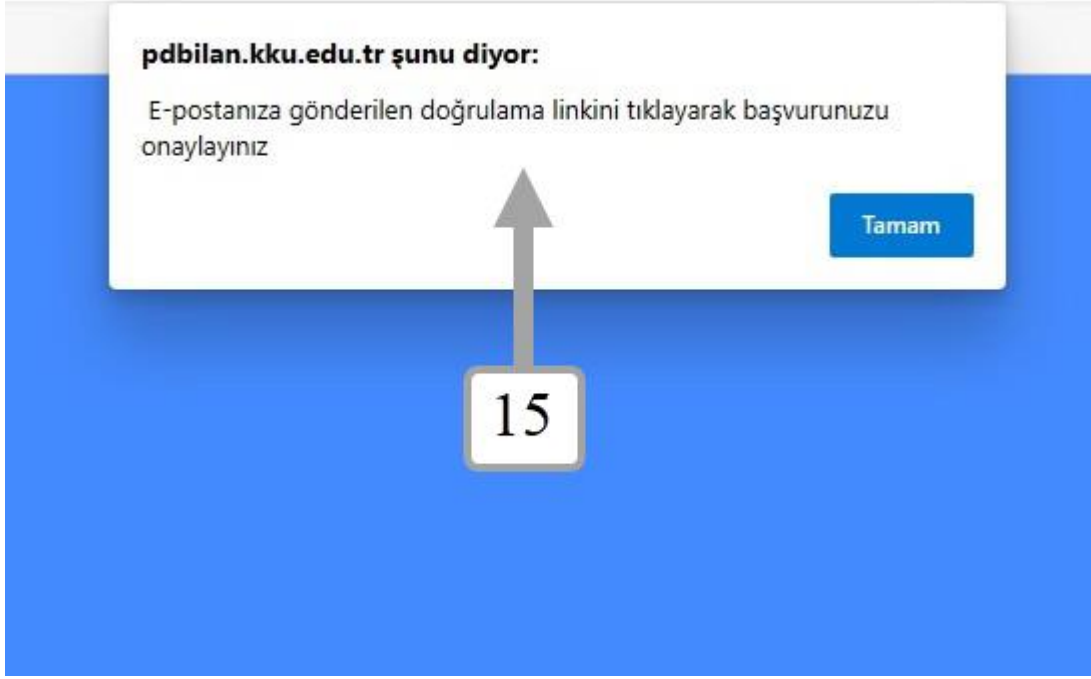 pdbilan.kku.edu.tr şunu diyor:
E-postanıza gönderilen doğrulama linkini tıklayarak başvurunuzu
onaylayınız
Tamam
15